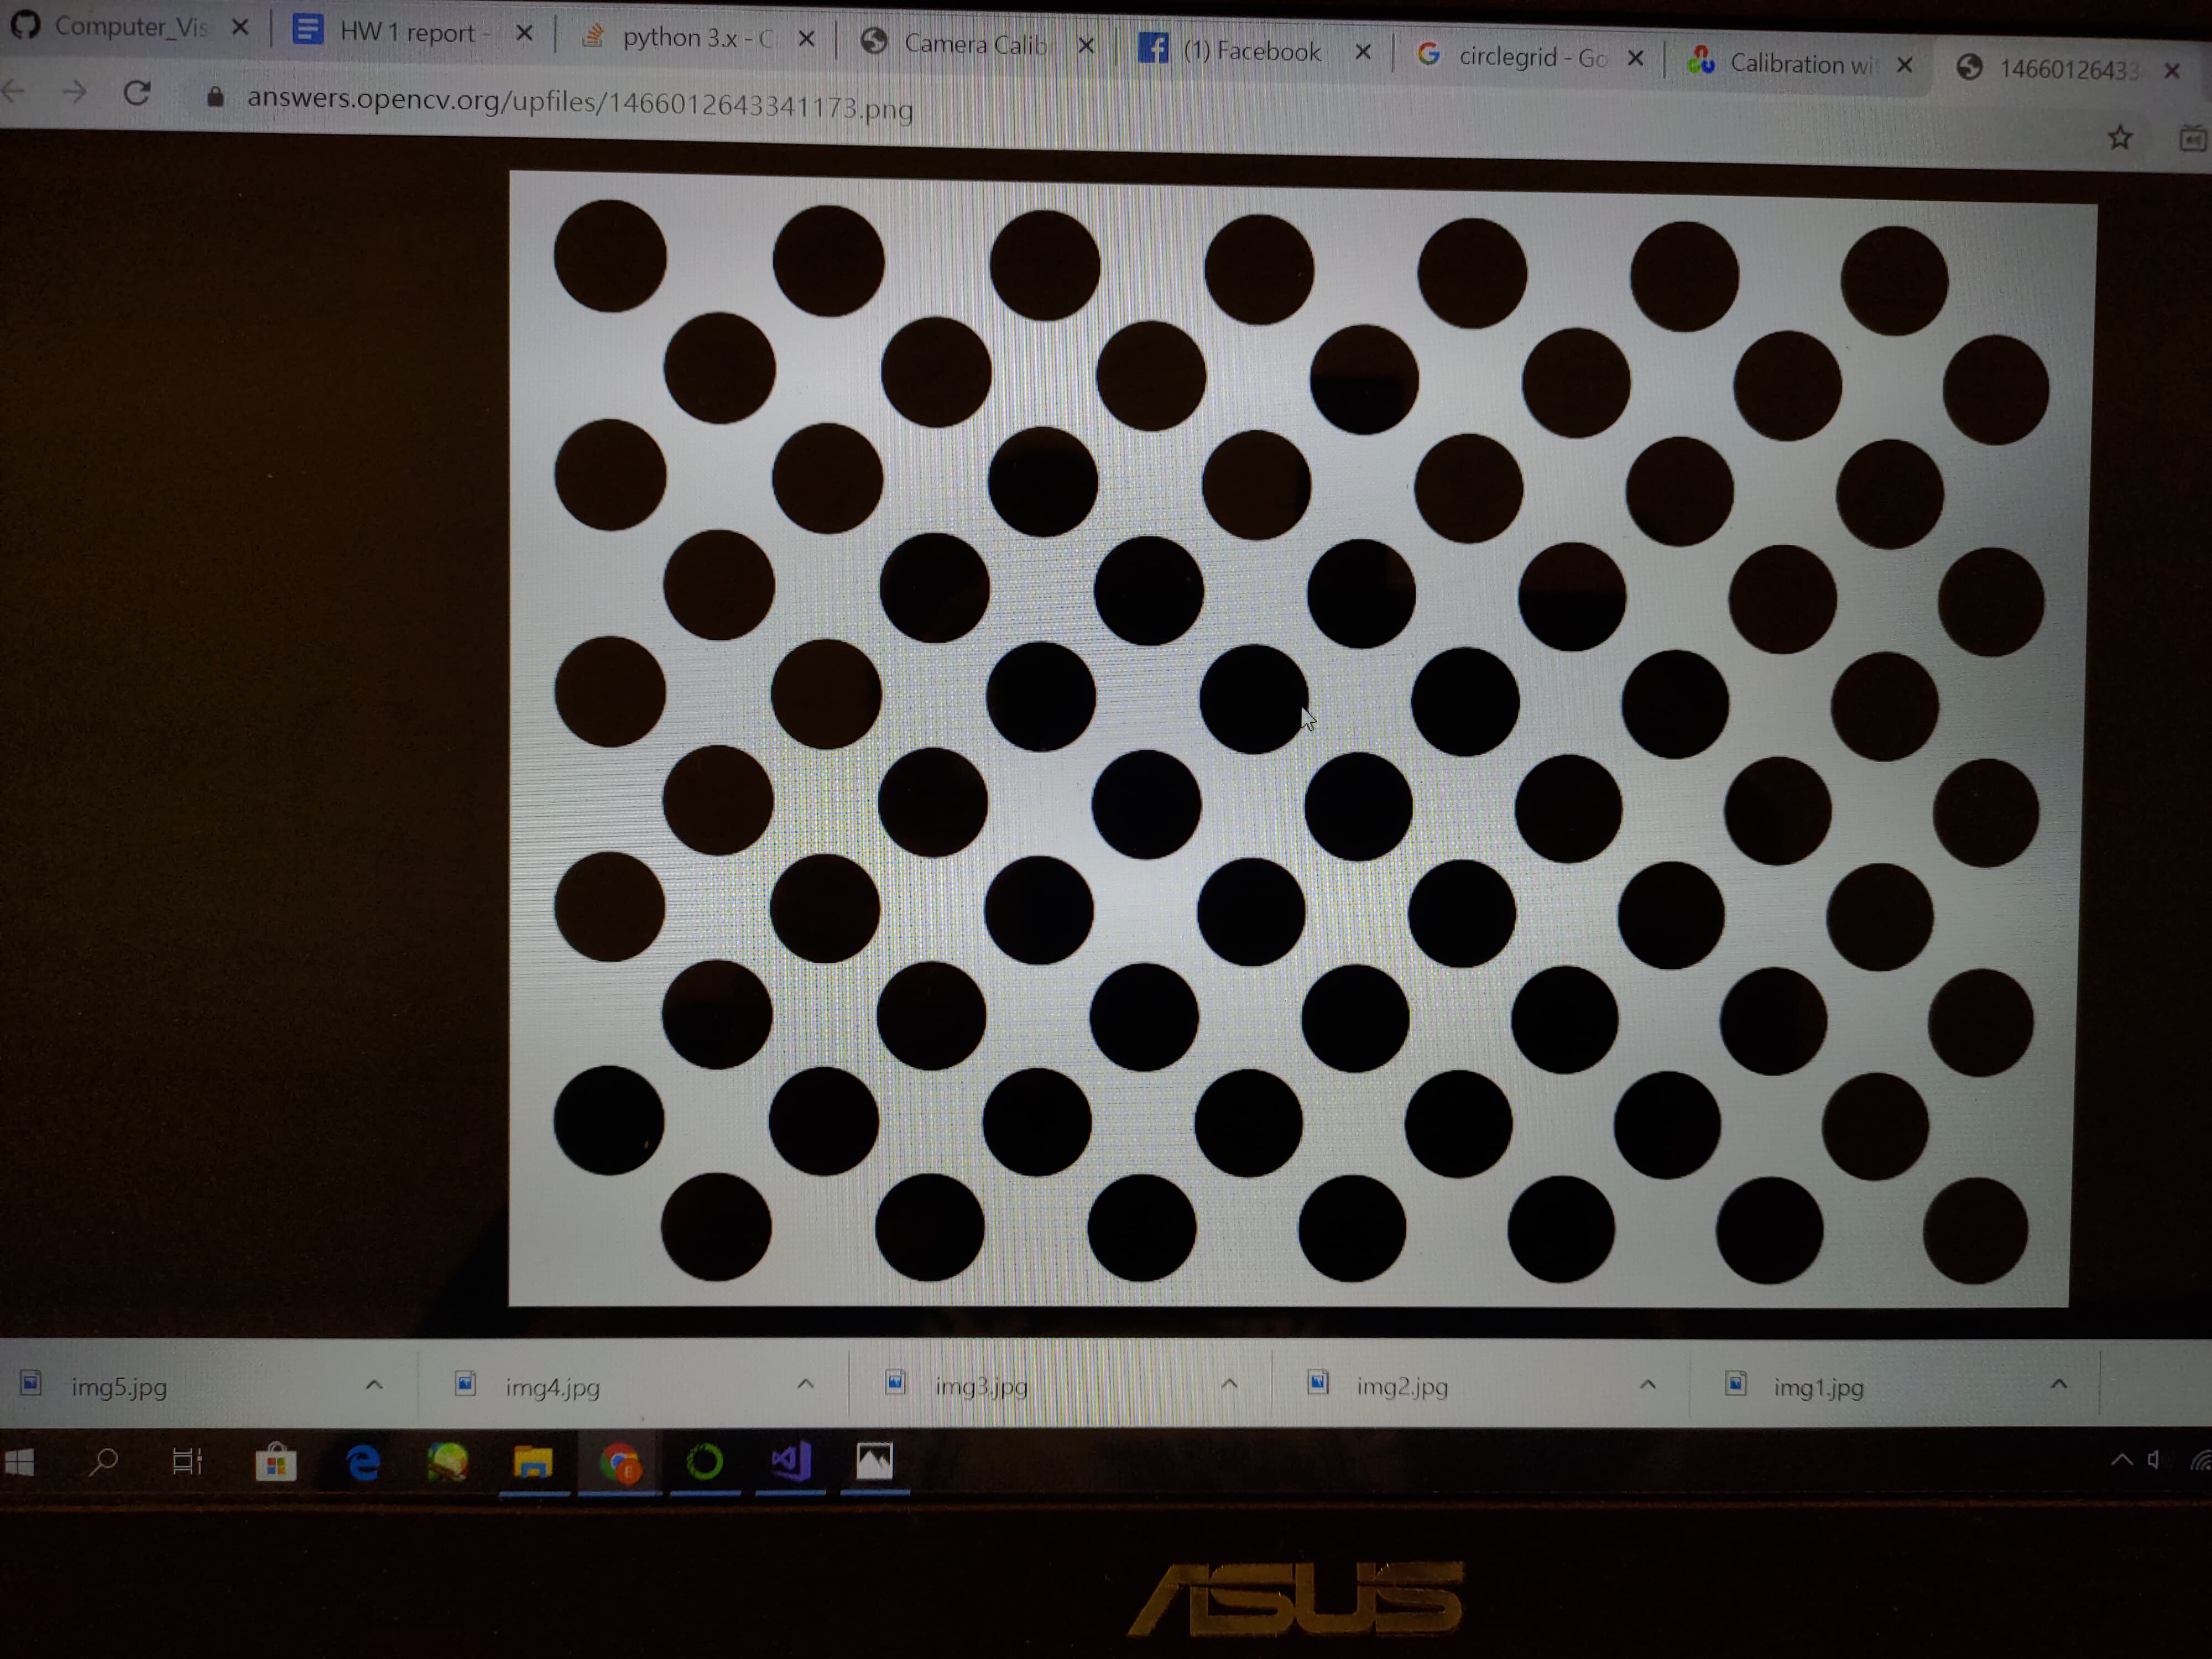 Computer_Vis
HW 1 report -
python 3.x - C
Camera Calibr
(1) Facebook
circlegrid - Go
Calibration wi
14660126433
answers.opencv.org/upfiles/1466012643341173.png
img5.jpg
img4.jpg
img3.jpg
img2.jpg
img1.jpg
ASUS